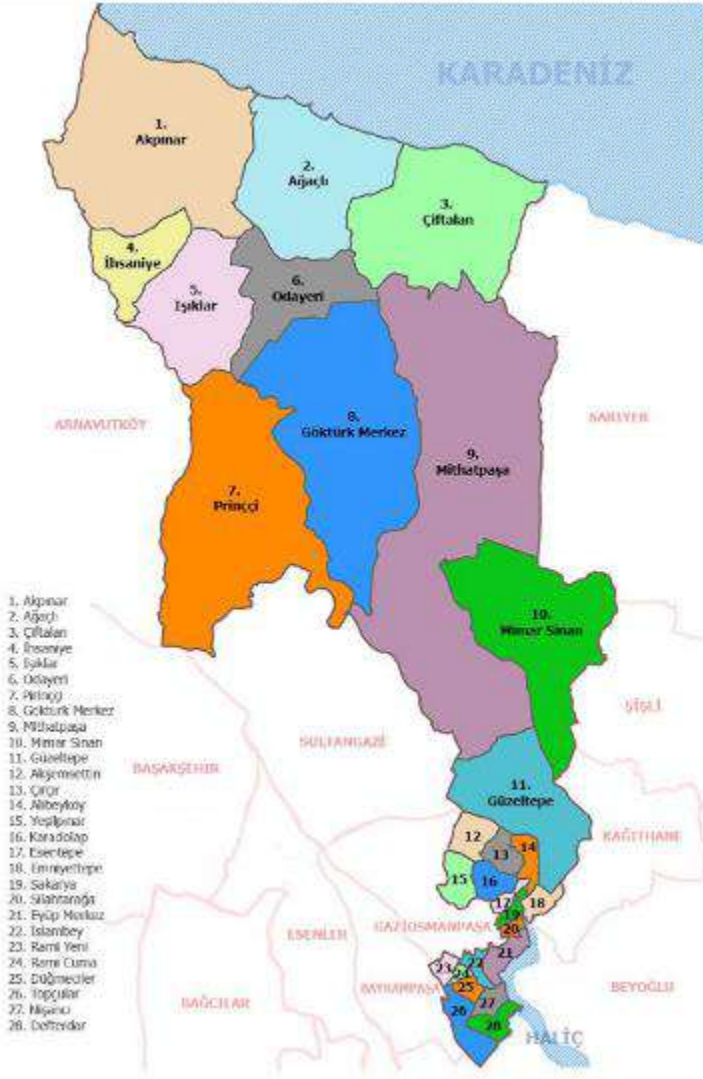 KARADENİZ
1.
Akpınar
2.
Ağaçlı
3.
Çiftalan
4.
İhsaniye
5.
Işıklar
6.
Odayeri
ARNAVUTKÖY
SARIYER
8.
Göktürk Merkez
9.
Mithatpaşa
7.
Prinççi
10.
Mimar Sinan
1. Akpınar
2. Ağaçlı
3. Çiftalan
4. İhsaniye
5. Işıklar
6. Odayeri
7. Pirinççi
8. Göktürk Merkez
9. Mithatpaşa
10. Mimar Sinan
11. Güzeltepe
12. Akşemsettin
13. Çırçır
14. Alibeyköy
15. Yeşilpınar
16. Karadolap
17. Esentepe
18. Emniyettepe
19. Sakarya
20. Silahtarağa
21. Eyüp Merkez
22. İslambey
23. Rami Yeni
24. Rami Cuma
25. Düğmeciler
26. Topçular
27. Nişancı
28. Defterdar
ŞİŞLİ
SULTANGAZİ
BAŞAKŞEHİR
11.
Güzeltepe
KAĞITHANE
12
13
14
15
16
17
18
19
20
GAZİOSMANPAŞA
ESENLER
21
22
23
24
25
26
27
28
BAYRAMPAŞA
BAĞCILAR
BEYOĞLU
HALİÇ